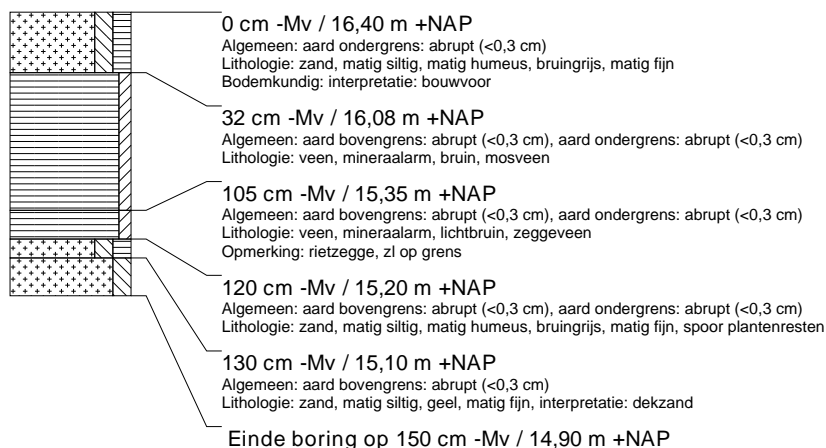 0 cm -Mv / 16,40 m +NAP
Algemeen: aard ondergrens: abrupt (<0,3 cm)
Lithologie: zand, matig siltig, matig humeus, bruingrijs, matig fijn
Bodemkundig: interpretatie: bouwvoor
32 cm -Mv / 16,08 m +NAP
Algemeen: aard bovengrens: abrupt (<0,3 cm), aard ondergrens: abrupt (<0,3 cm)
Lithologie: veen, mineraalarm, bruin, mosveen
105 cm -Mv / 15,35 m +NAP
Algemeen: aard bovengrens: abrupt (<0,3 cm), aard ondergrens: abrupt (<0,3 cm)
Lithologie: veen, mineraalarm, lichtbruin, zeggeveen
Opmerking: rietzegge, zl op grens
120 cm -Mv / 15,20 m +NAP
Algemeen: aard bovengrens: abrupt (<0,3 cm), aard ondergrens: abrupt (<0,3 cm)
Lithologie: zand, matig siltig, matig humeus, bruingrijs, matig fijn, spoor plantenresten
130 cm -Mv / 15,10 m +NAP
Algemeen: aard bovengrens: abrupt (<0,3 cm)
Lithologie: zand, matig siltig, geel, matig fijn, interpretatie: dekzand
Einde boring op 150 cm -Mv / 14,90 m +NAP